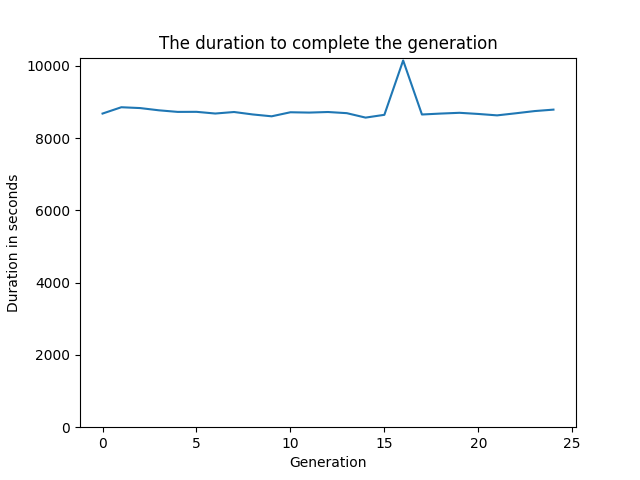 The duration to complete the generation
10000
8000
6000
4000
2000
0
Duration in seconds
0 5 10 15 20 25
Generation